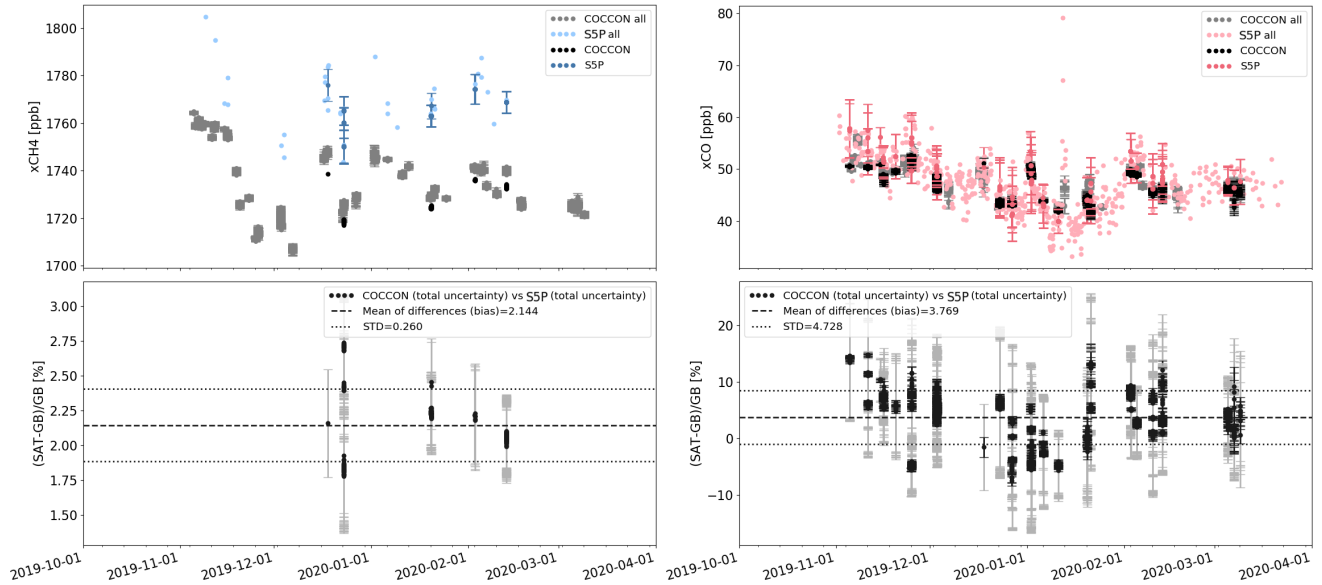 1800
1780
1760
1740
1720
1700
xCH4 [ppb]
COCCON all
S5P all
COCCON
S5P
80
70
60
50
40
xCO [ppb]
COCCON all
S5P all
COCCON
S5P
3.00
2.75
2.50
2.25
2.00
1.75
1.50
(SAT-GB)/GB [%]
COCCON (total uncertainty) vs S5P (total uncertainty)
Mean of differences (bias)=2.144
STD=0.260
2019-10-01
2019-11-01
2019-12-01
2020-01-01
2020-02-01
2020-03-01
2020-04-01
20
10
0
−10
(SAT-GB)/GB [%]
COCCON (total uncertainty) vs S5P (total uncertainty)
Mean of differences (bias)=3.769
STD=4.728
2019-10-01
2019-11-01
2019-12-01
2020-01-01
2020-02-01
2020-03-01
2020-04-01